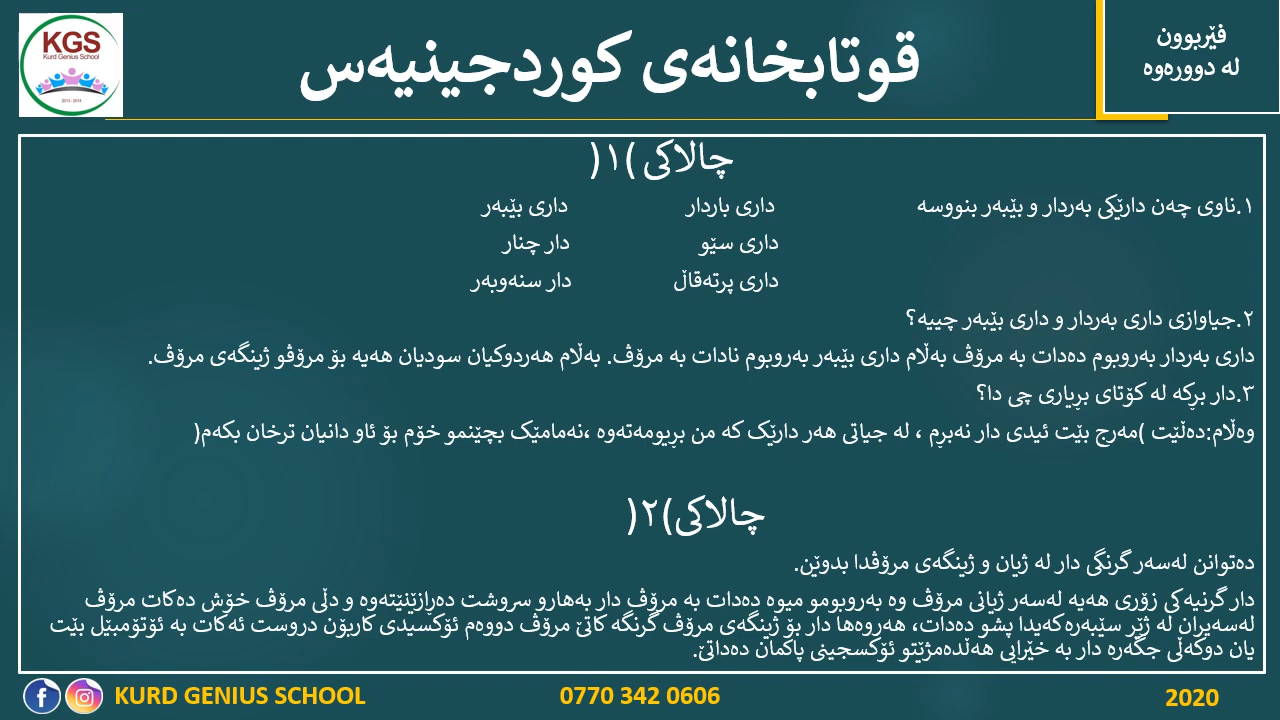 KGS
Kurd Genius School
2013 - 2014
قوتابخانەی کوردجینیەس
فێربوون
لە دوورەوە
چالاکی )١(
١.ناوی چەن دارێکی بەردار و بێبەر بنووسە داری باردار داری بێبەر
داری سێو دار چنار
داری پرتەقاڵ دار سنەوبەر
٢.جیاوازی داری بەردار و داری بێبەر چییە؟
داری بەردار بەروبوم دەدات بە مرۆڤ بەڵام داری بێبەر بەروبوم نادات بە مرۆڤ. بەڵام هەردوکیان سودیان هەیە بۆ مرۆڤو ژینگەی مرۆڤ.
٣.دار برکە لە کۆتای بڕیاری چی دا؟
وەڵام:دەڵێت )مەرج بێت ئیدی دار نەبڕم ، لە جیاتی هەر دارێک کە من بڕیومەتەوە ،نەمامێک بچێنمو خۆم بۆ ئاو دانیان ترخان بکەم(
چالاکی)٢(
دەتوانن لەسەر گرنگی دار لە ژیان و ژینگەی مرۆڤدا بدوێن.
دار گرنیەکی زۆری هەیە لەسەر ژیانی مرۆڤ وە بەروبومو میوە دەدات بە مرۆڤ دار بەهارو سروشت دەرازێنێتەوە و دڵی مرۆڤ خۆش دەکات مرۆڤ
لەسەیران لە ژێر سێبەرەکەیدا پشو دەدات، هەروەها دار بۆ ژینگەی مرۆڤ گرنگە کاتێ مرۆڤ دووەم ئۆکسیدی کاربۆن دروست ئەکات بە ئۆتۆمبێل بێت
یان دوکەڵی جگەرە دار بە خێرایی هەڵدەمژێتو ئۆکسجینی پاکمان دەداتێ.
KURD GENIUS SCHOOL
0770 342 0606
2020